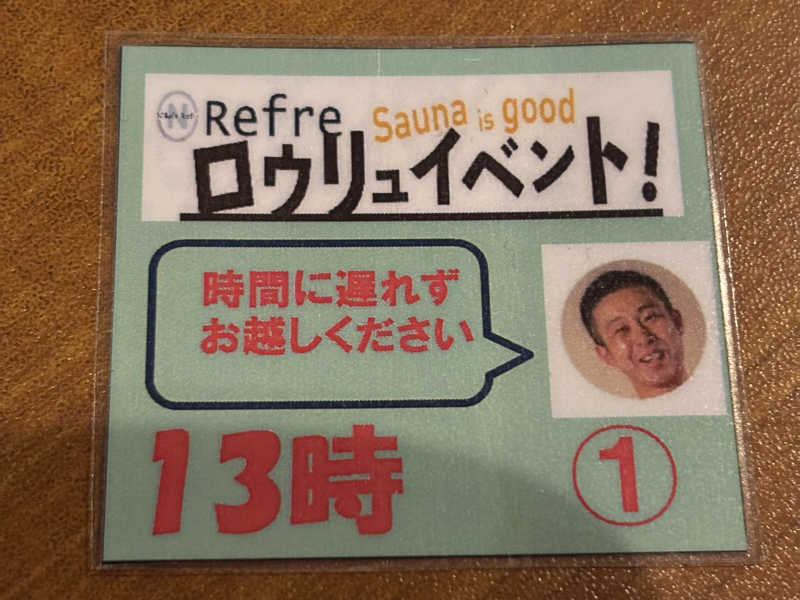 Refre Sauna is good
ロウリュイベント!
時間に遅れず
お越しください
13時
①